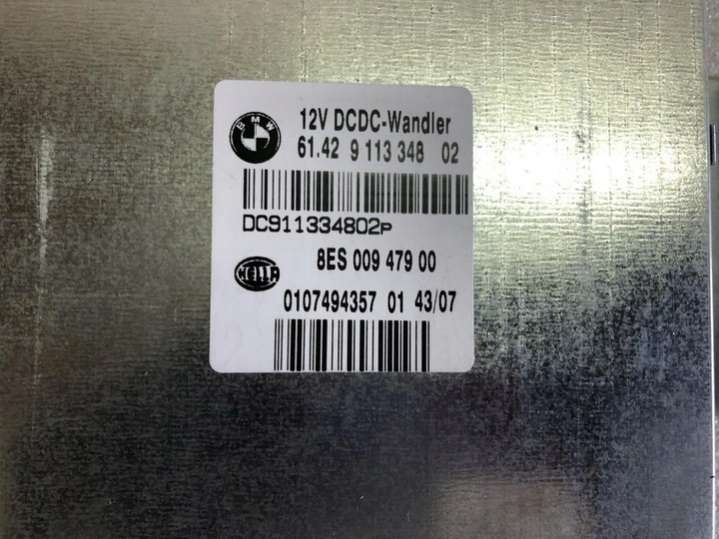 BMW
12V DCDC-Wandler
61.42 9 113 348 02
DC911334802P
8ES 009 479 00
HELLA
0107494357 01 43/07